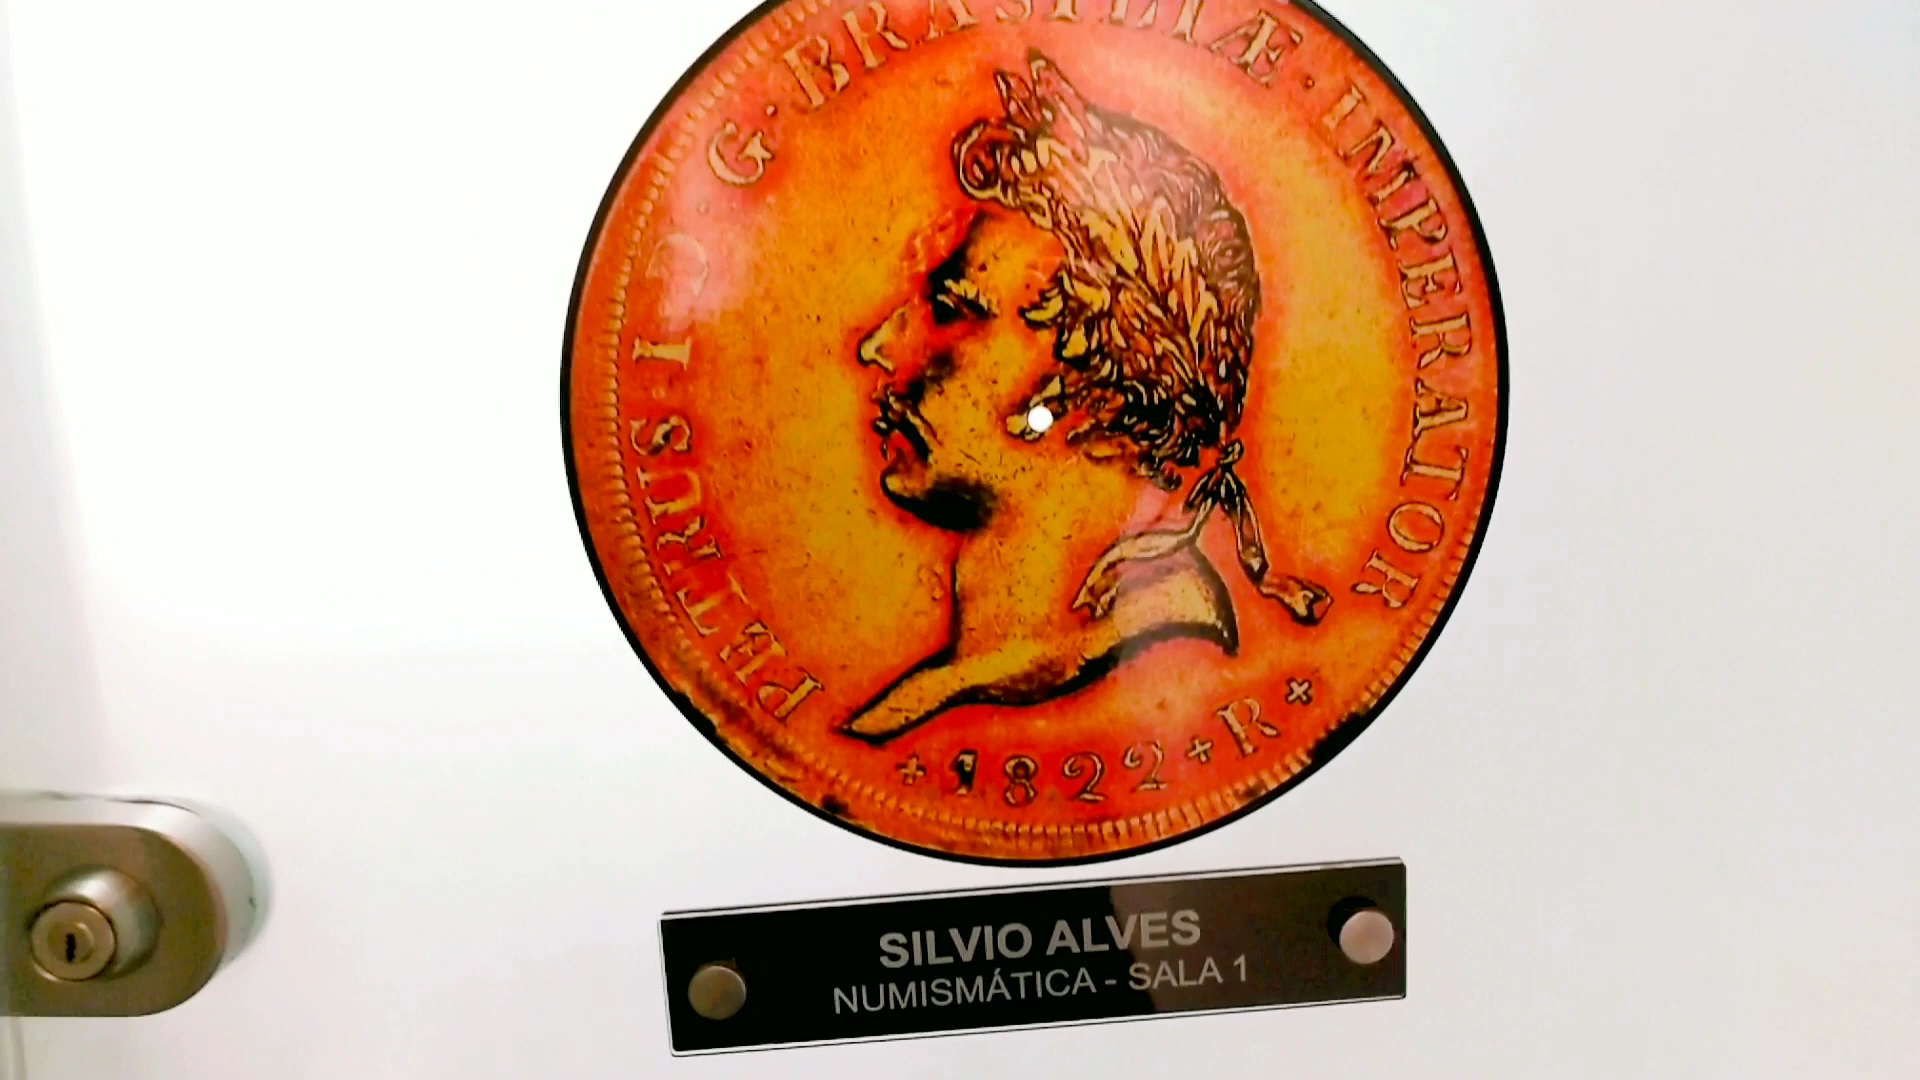 PETRUS · I · D · G · BRASILIÆ · IMPERATOR
+ 1822 + R +
SILVIO ALVES
NUMISMÁTICA - SALA 1